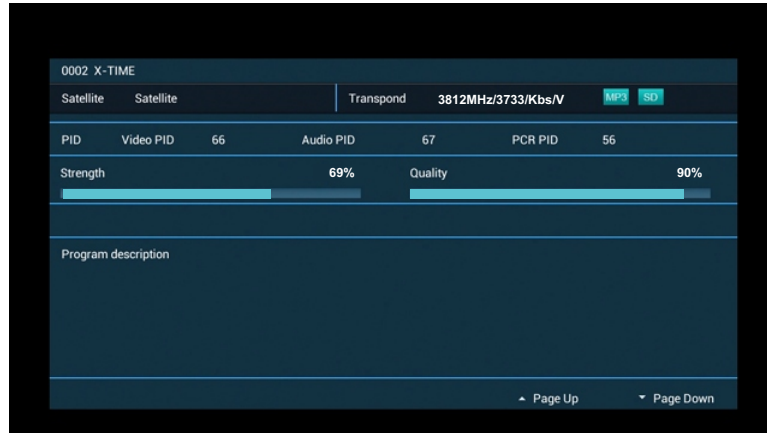 0002 X-TIME
Satellite Satellite Transpond 3812MHz/3733/Kbs/V MP3 SD
PID Video PID 66 Audio PID 67 PCR PID 56
Strength 69% Quality 90%
Program description
Page Up Page Down